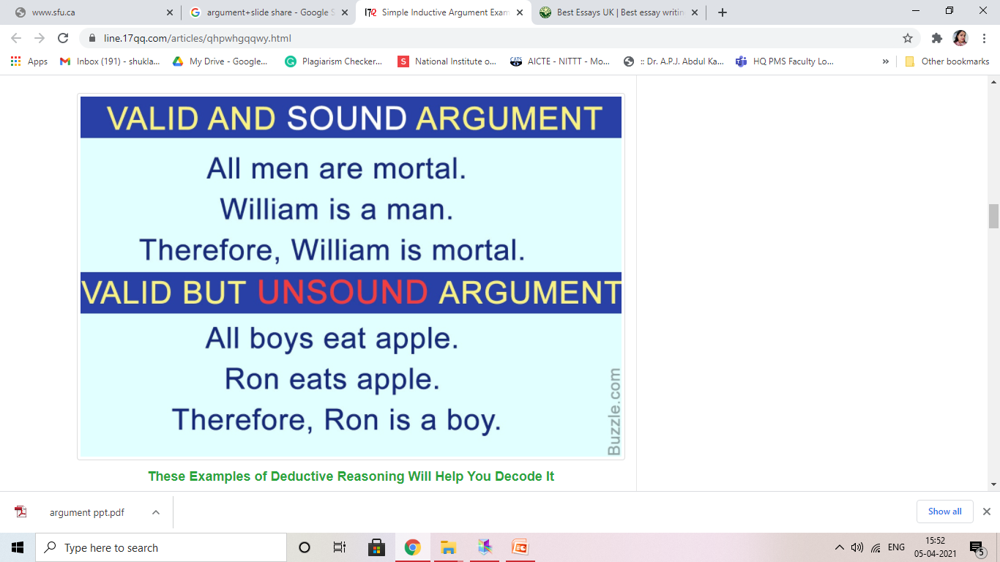 www.sfu.ca
argument+slide share - Google S
17Q Simple Inductive Argument Exam
Best Essays UK | Best essay writin
line.17qq.com/articles/qhpwhgqqwy.html
Apps
Inbox (191) - shukla...
My Drive - Google...
Plagiarism Checker...
S National Institute o...
CATS AICTE - NITTT - Mo...
:: Dr. A.P.J. Abdul Ka...
HQ PMS Faculty Lo...
»
Other bookmarks
VALID AND SOUND ARGUMENT
All men are mortal.
William is a man.
Therefore, William is mortal.
VALID BUT UNSOUND ARGUMENT
All boys eat apple.
Ron eats apple.
Therefore, Ron is a boy.
Buzzle.com
These Examples of Deductive Reasoning Will Help You Decode It
argument ppt.pdf
Show all
Type here to search
ENG
15:52
05-04-2021
5